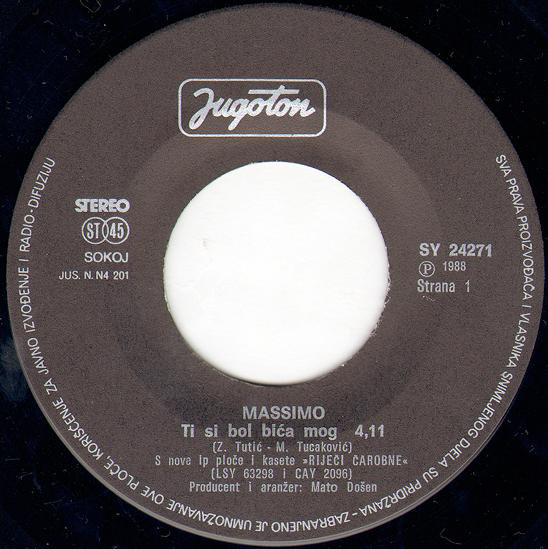 Jugoton
STEREO
ST 45
SOKOJ
JUS. N. N4 201
SY 24271
Ⓟ 1988
Strana 1
MASSIMO
Ti si bol bića mog 4,11
(Z. Tutić - M. Tucaković)
S nove lp ploče i kasete »RIJEČI ČAROBNE«
(LSY 63298 i CAY 2096)
Producent i aranžer: Mato Došen
SVA PRAVA PROIZVOĐAČA I VLASNIKA SNIMLJENOG DJELA SU PRIDRŽANA - ZABRANJENO JE UMNOŽAVANJE OVE PLOČE, KORIŠĆENJE ZA JAVNO IZVOĐENJE I RADIO-DIFUZIJU